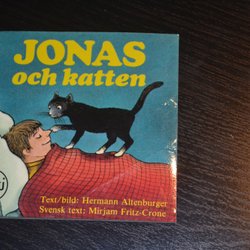 JONAS
och katten
Text/bild: Hermann Altenburger
Svensk text: Mirjam Fritz-Crone